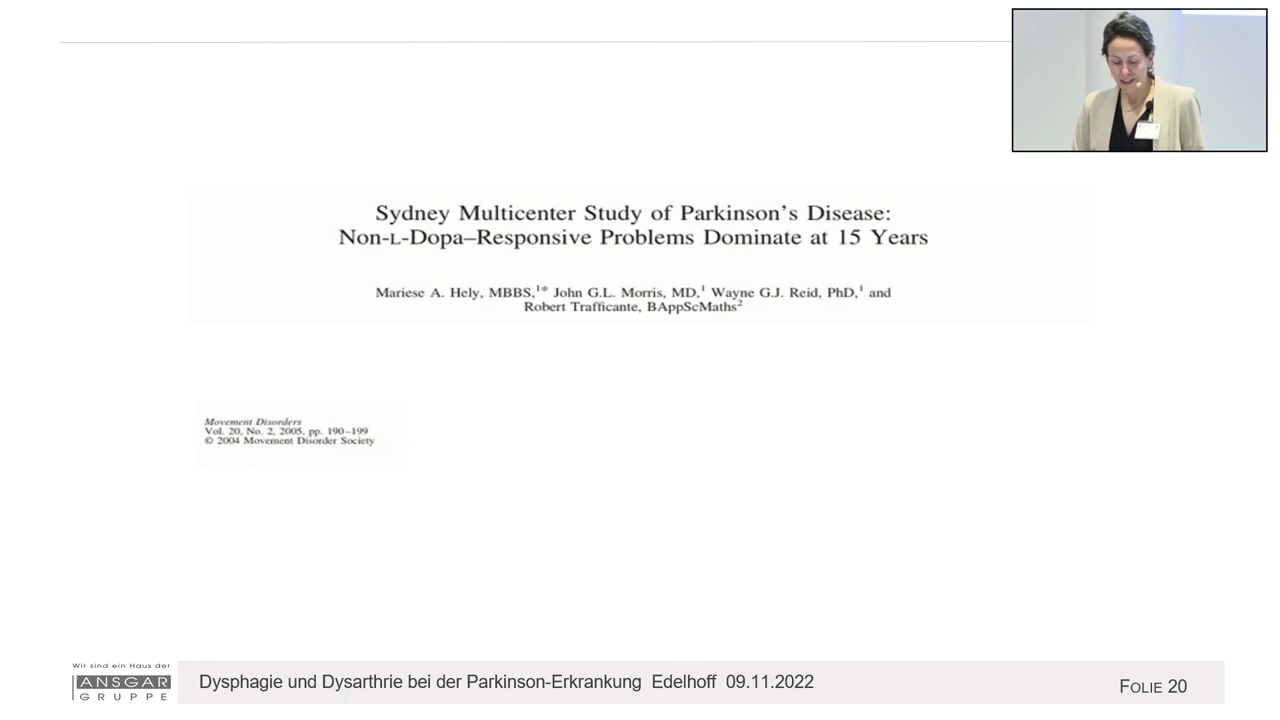 Sydney Multicenter Study of Parkinson's Disease:
Non-L-Dopa–Responsive Problems Dominate at 15 Years
Mariese A. Hely, MBBS,1* John G.L. Morris, MD,1 Wayne G.J. Reid, PhD,1 and
Robert Trafficante, BAppScMaths2
Movement Disorders
Vol. 20, No. 2, 2005, pp. 190–199
© 2004 Movement Disorder Society
Wir sind ein Haus der
ANSGAR
GRUPPE
Dysphagie und Dysarthrie bei der Parkinson-Erkrankung Edelhoff 09.11.2022
FOLIE 20